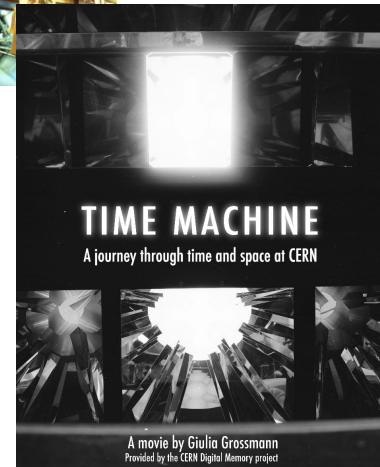 TIME MACHINE
A journey through time and space at CERN
A movie by Giulia Grossmann
Provided by the CERN Digital Memory project